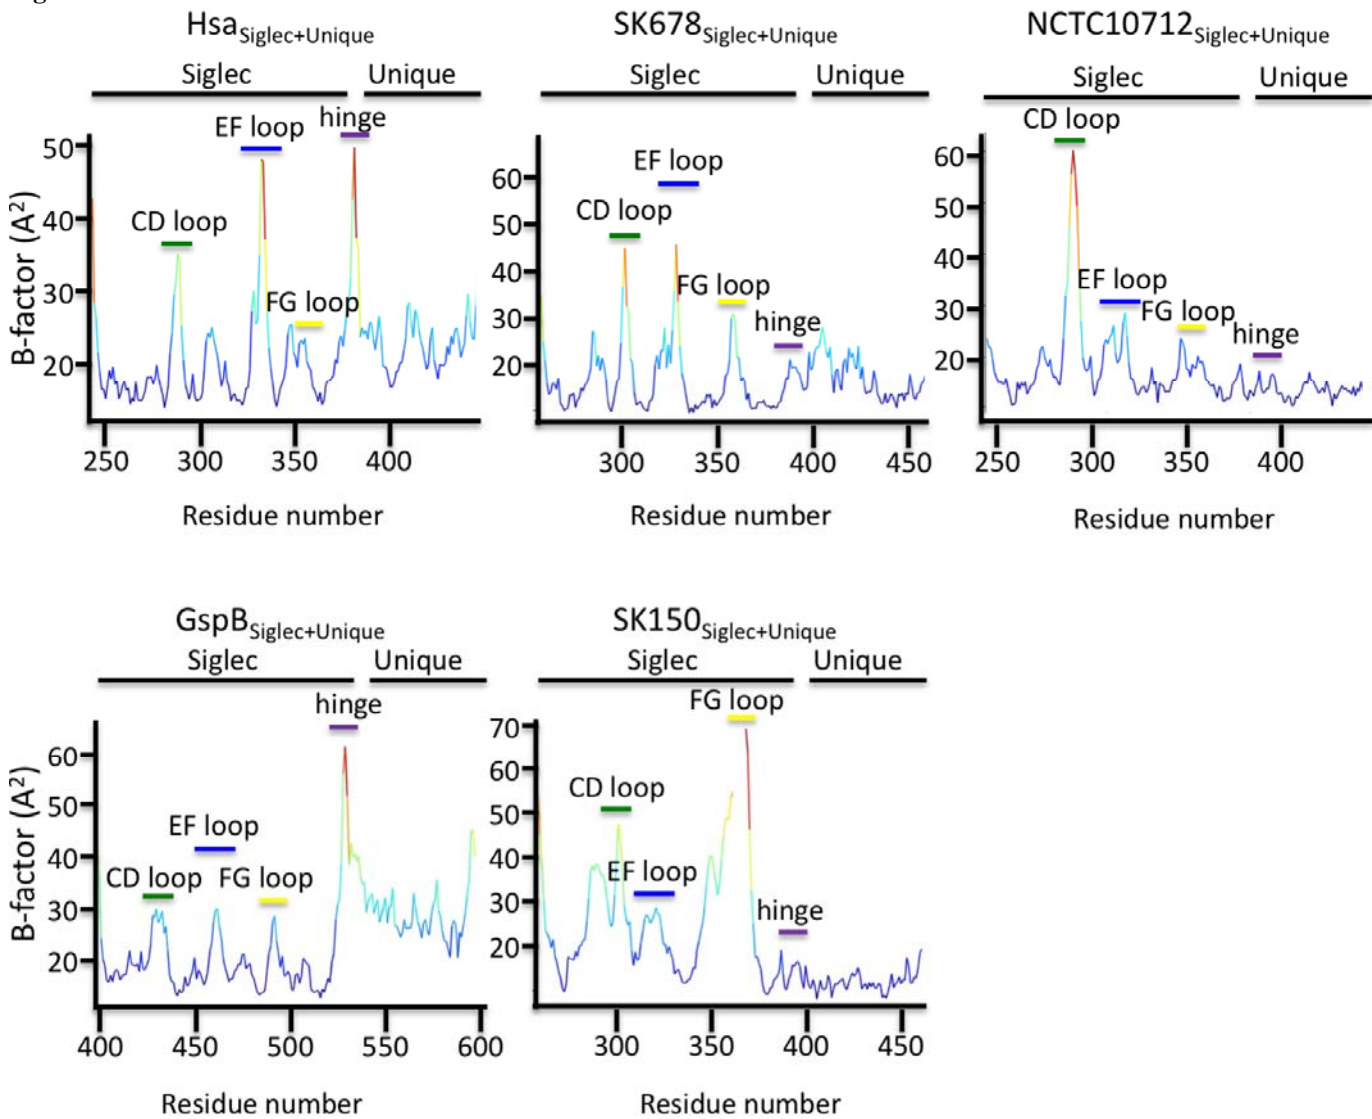 Hsa Siglec+Unique
Siglec Unique
EF loop
hinge
CD loop
FG loop
B-factor (A²)
50
40
30
20
250 300 350 400
Residue number
SK678 Siglec+Unique
Siglec Unique
EF loop
CD loop
FG loop
hinge
60
50
40
30
20
300 350 400 450
Residue number
NCTC10712 Siglec+Unique
Siglec Unique
CD loop
EF loop
FG loop
hinge
60
50
40
30
20
250 300 350 400
Residue number
GspB Siglec+Unique
Siglec Unique
hinge
EF loop
CD loop FG loop
B-factor (A²)
60
50
40
30
20
400 450 500 550 600
Residue number
SK150 Siglec+Unique
Siglec Unique
FG loop
CD loop
EF loop
hinge
70
60
50
40
30
20
300 350 400 450
Residue number